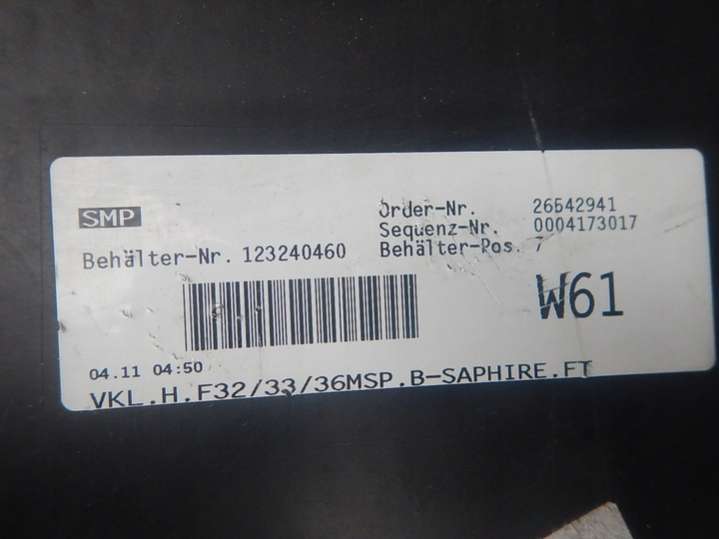 SMP
Order-Nr. 26542941
Sequenz-Nr. 0004173017
Behälter-Nr. 123240460 Behälter-Pos. 7
W61
04.11 04:50
VKL.H.F32/33/36MSP.B-SAPHIRE.FT